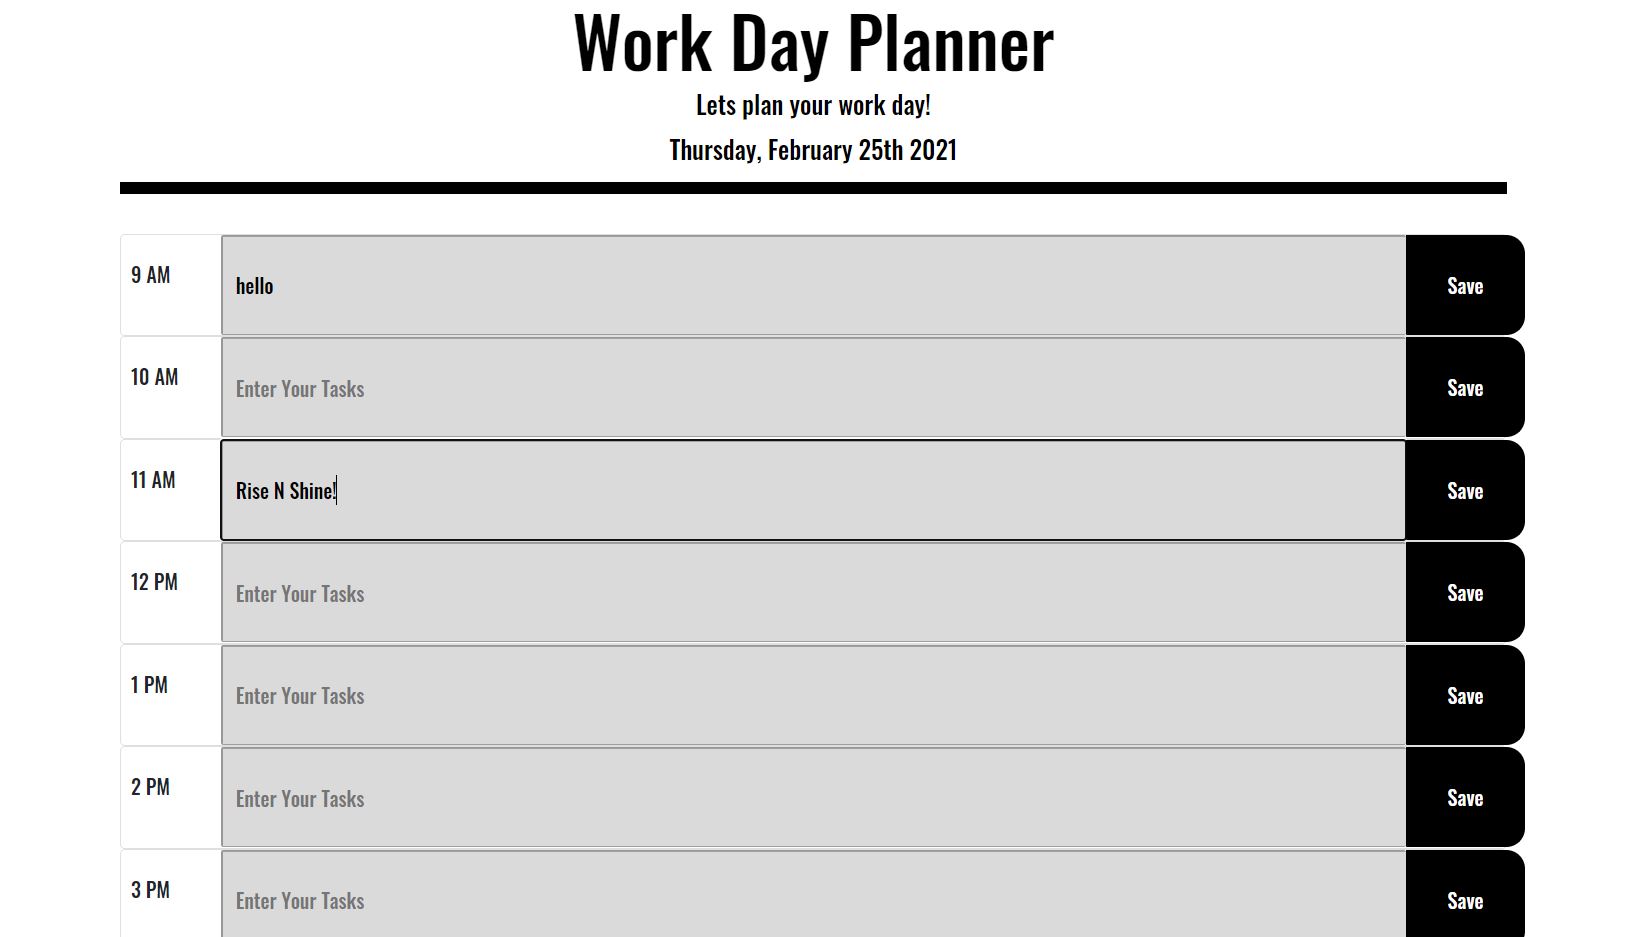 Work Day Planner
Lets plan your work day!
Thursday, February 25th 2021
9 AM hello Save
10 AM Enter Your Tasks Save
11 AM Rise N Shine! Save
12 PM Enter Your Tasks Save
1 PM Enter Your Tasks Save
2 PM Enter Your Tasks Save
3 PM Enter Your Tasks Save